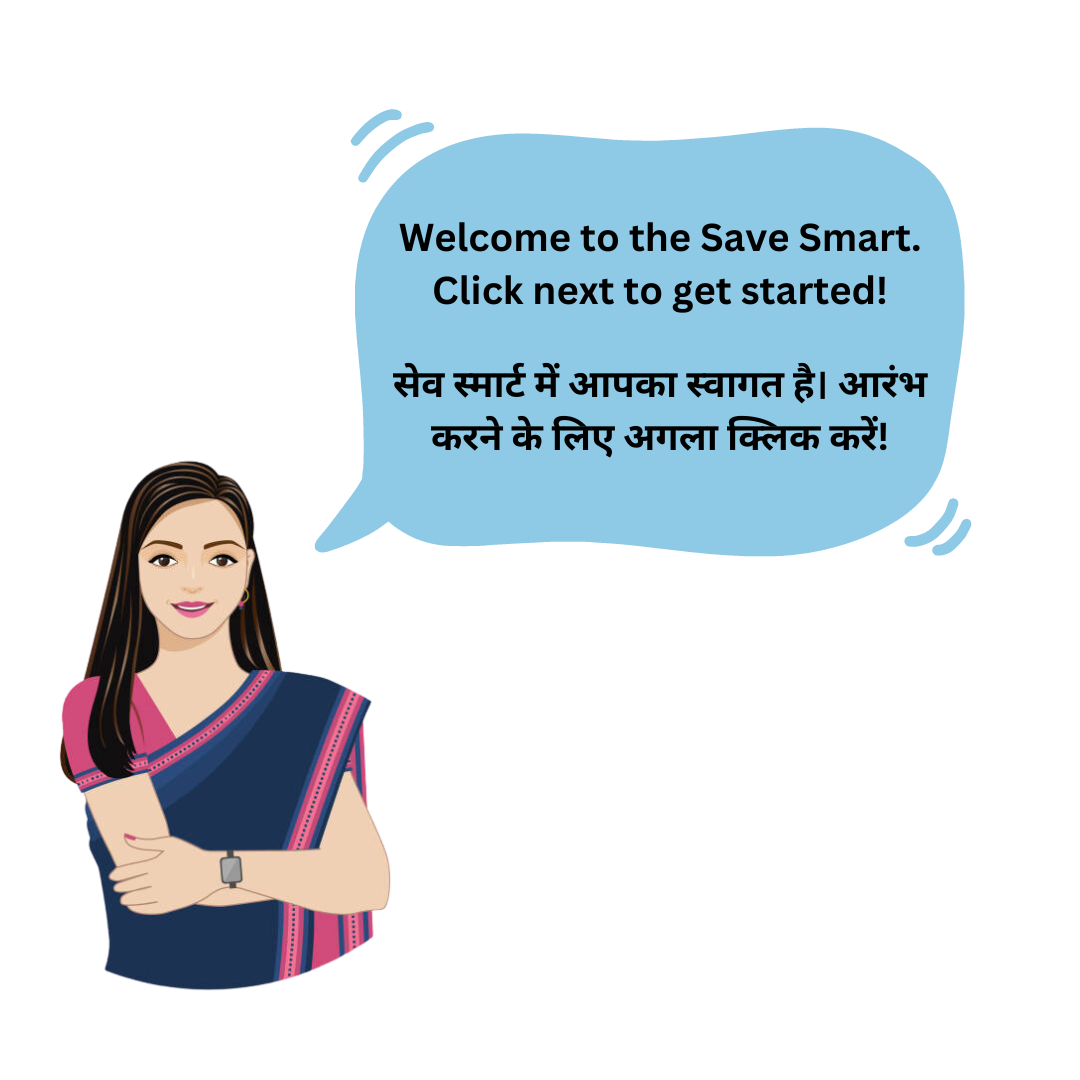 Welcome to the Save Smart.
Click next to get started!
सेव स्मार्ट में आपका स्वागत है। आरंभ
करने के लिए अगला क्लिक करें!